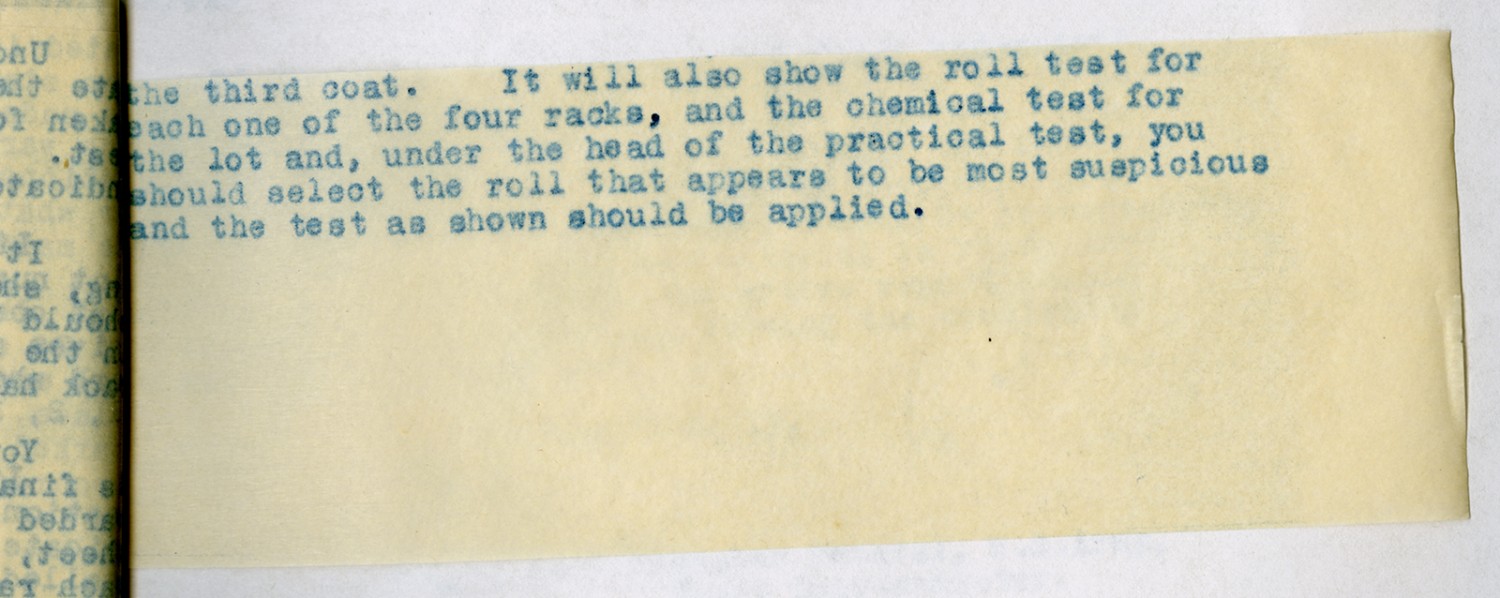 the third coat. It will also show the roll test for
each one of the four racks, and the chemical test for
the lot and, under the head of the practical test, you
should select the roll that appears to be most suspicious
and the test as shown should be applied.